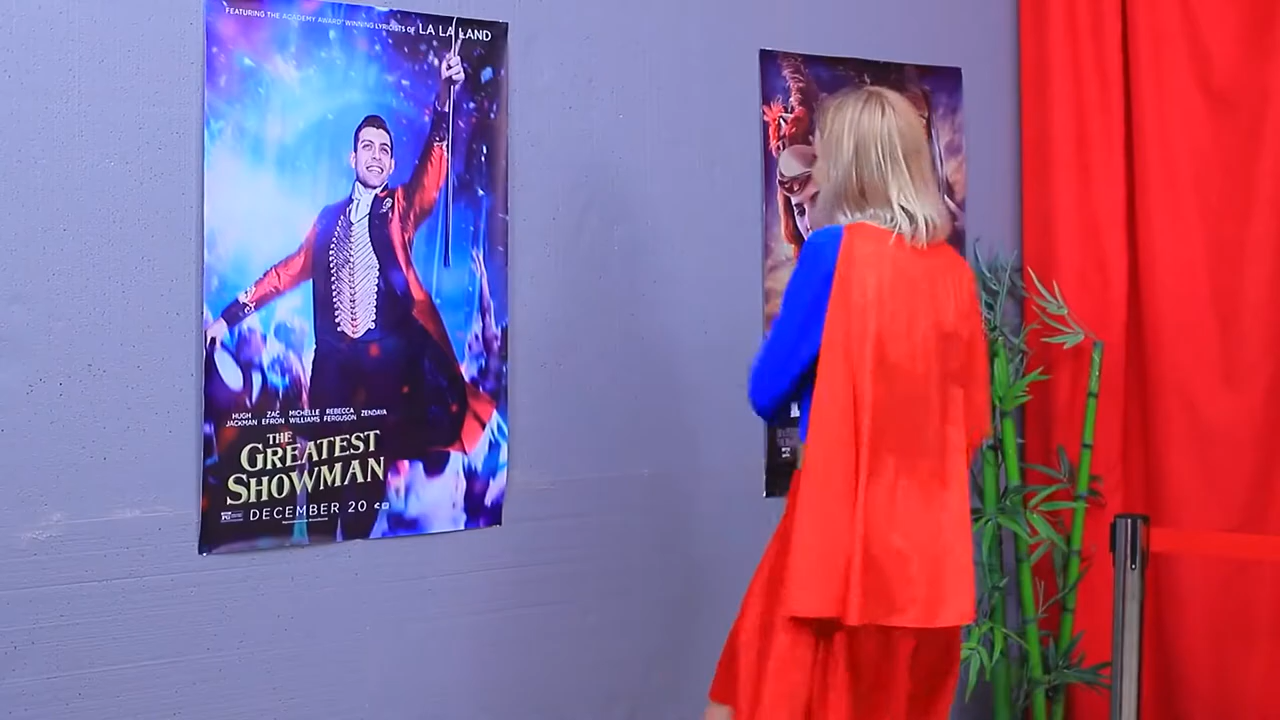 FEATURING THE ACADEMY AWARD® WINNING LYRICISTS OF LA LA LAND
HUGH JACKMAN ZAC EFRON MICHELLE WILLIAMS REBECCA FERGUSON ZENDAYA
THE
GREATEST
SHOWMAN
PG
DECEMBER 20